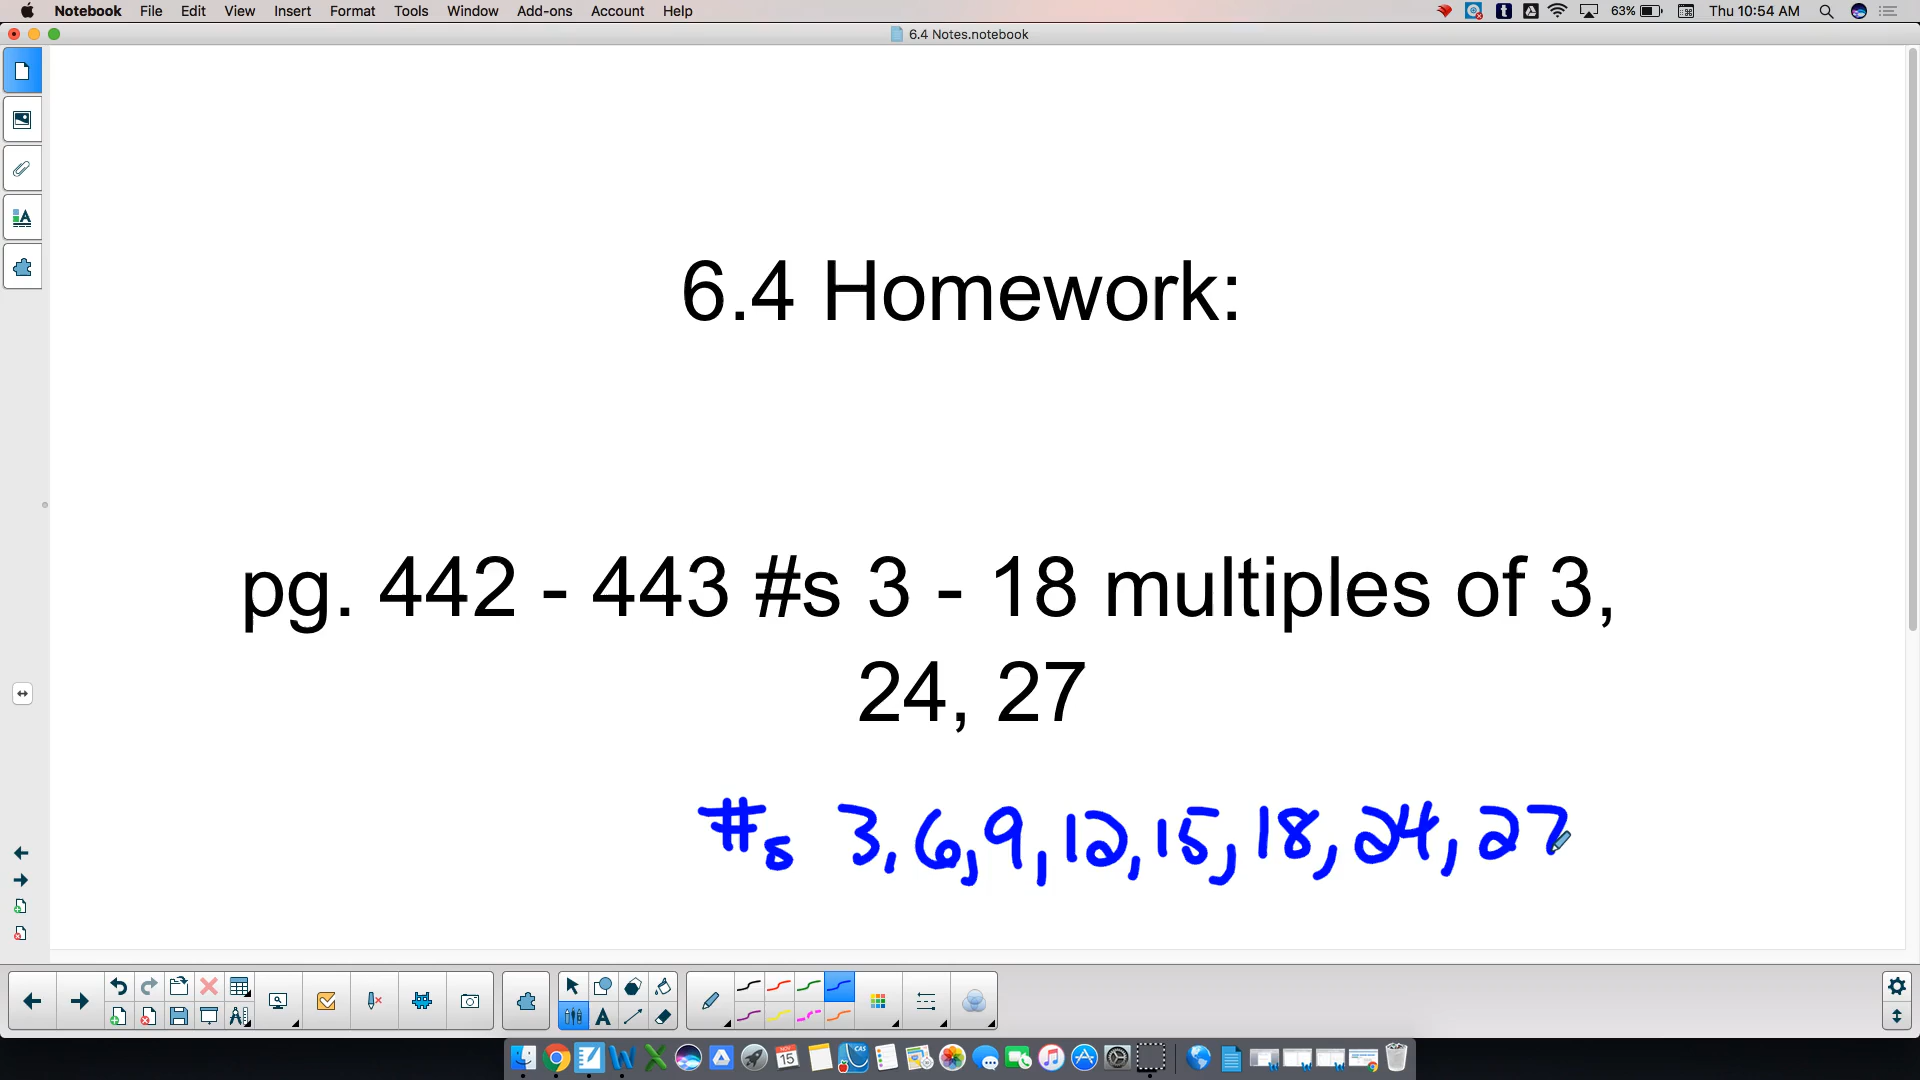 Notebook File Edit View Insert Format Tools Window Add-ons Account Help 63% Thu 10:54 AM
6.4 Notes.notebook
6.4 Homework:
pg. 442 - 443 #s 3 - 18 multiples of 3,
24, 27
#s 3, 6, 9, 12, 15, 18, 24, 27